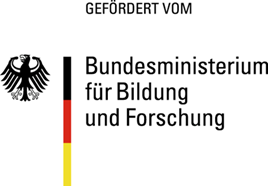 GEFÖRDERT VOM
Bundesministerium
für Bildung
und Forschung